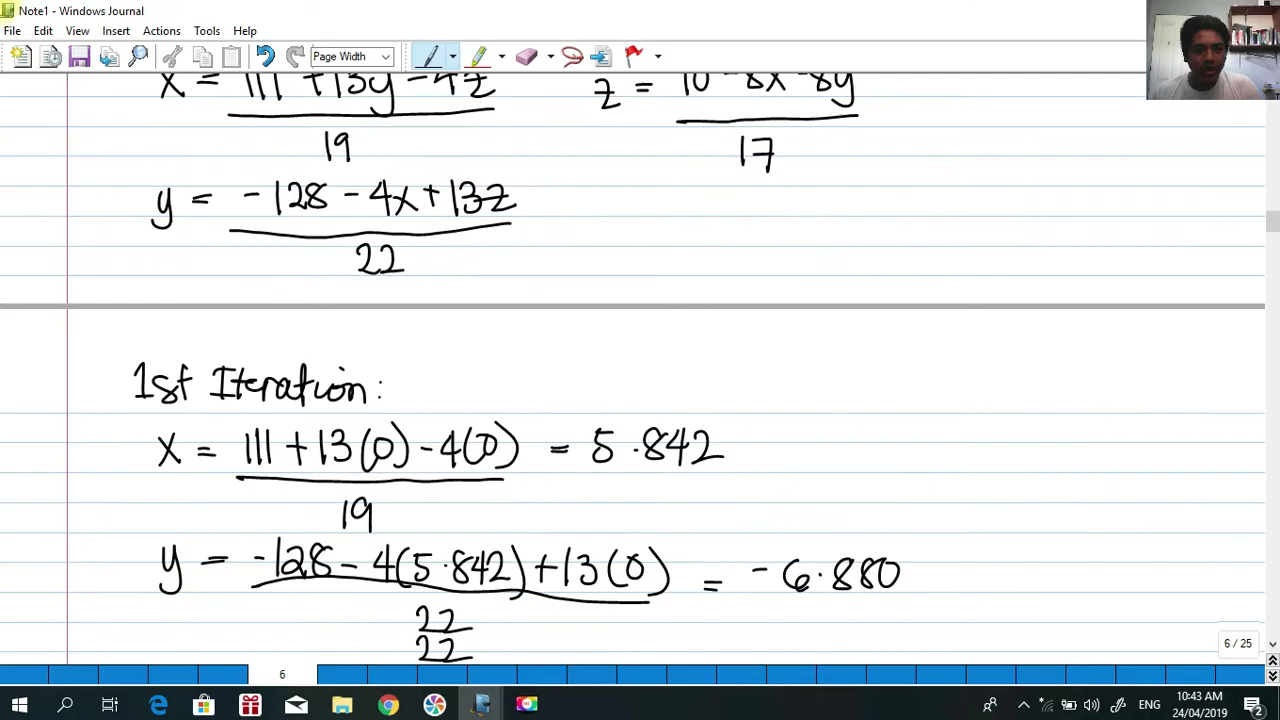 Note1 - Windows Journal
File Edit View Insert Actions Tools Help
Page Width
x = 111 + 13y - 4z
19
z = 10 - 8x - 8y
17
y = -128 - 4x + 13z
22
1st Iteration:
x = 111 + 13(0) - 4(0) = 5.842
19
y = -128 - 4(5.842) + 13(0) = -6.880
22
22
6 / 25
6
ENG
10:43 AM
24/04/2019
2